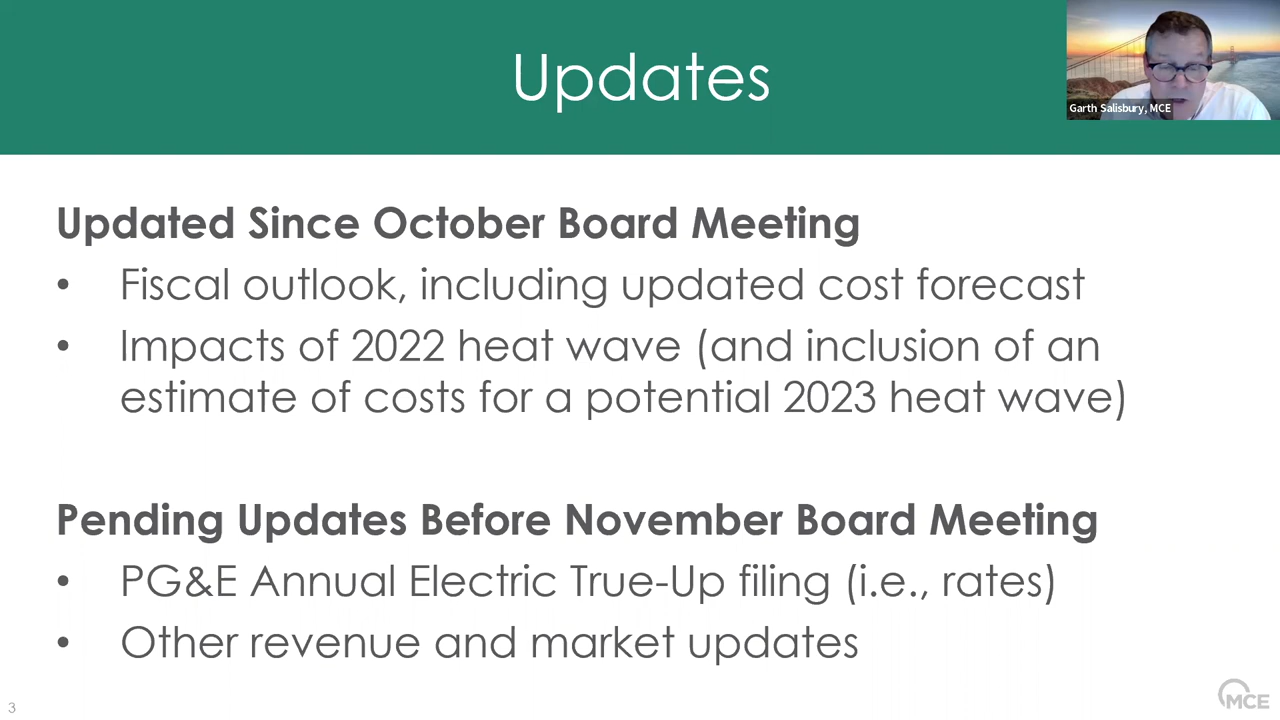 Updates
Garth Salisbury, MCE
Updated Since October Board Meeting
• Fiscal outlook, including updated cost forecast
• Impacts of 2022 heat wave (and inclusion of an
estimate of costs for a potential 2023 heat wave)
Pending Updates Before November Board Meeting
• PG&E Annual Electric True-Up filing (i.e., rates)
• Other revenue and market updates
3
MCE